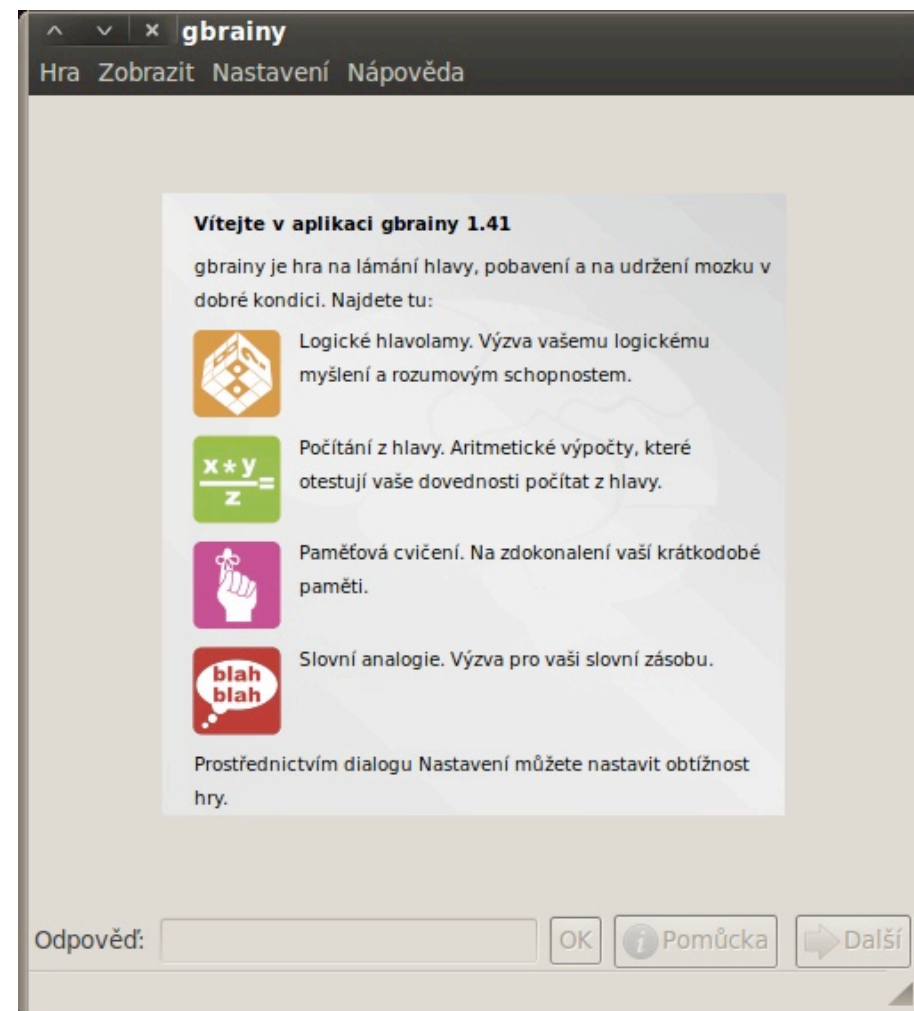 gbrainy
Hra Zobrazit Nastavení Nápověda
Vítejte v aplikaci gbrainy 1.41
gbrainy je hra na lámání hlavy, pobavení a na udržení mozku v
dobré kondici. Najdete tu:
Logické hlavolamy. Výzva vašemu logickému
myšlení a rozumovým schopnostem.
Počítání z hlavy. Aritmetické výpočty, které
otestují vaše dovednosti počítat z hlavy.
x*y
z
=
Paměťová cvičení. Na zdokonalení vaší krátkodobé
paměti.
Slovní analogie. Výzva pro vaši slovní zásobu.
blah
blah
Prostřednictvím dialogu Nastavení můžete nastavit obtížnost
hry.
Odpověď: OK Pomůcka Další